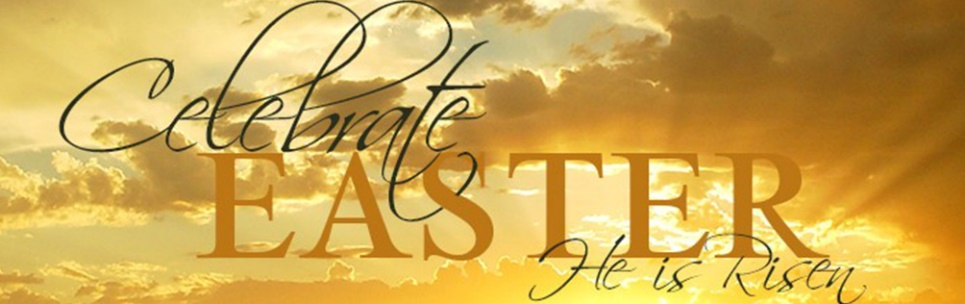 Celebrate
EASTER
He is Risen